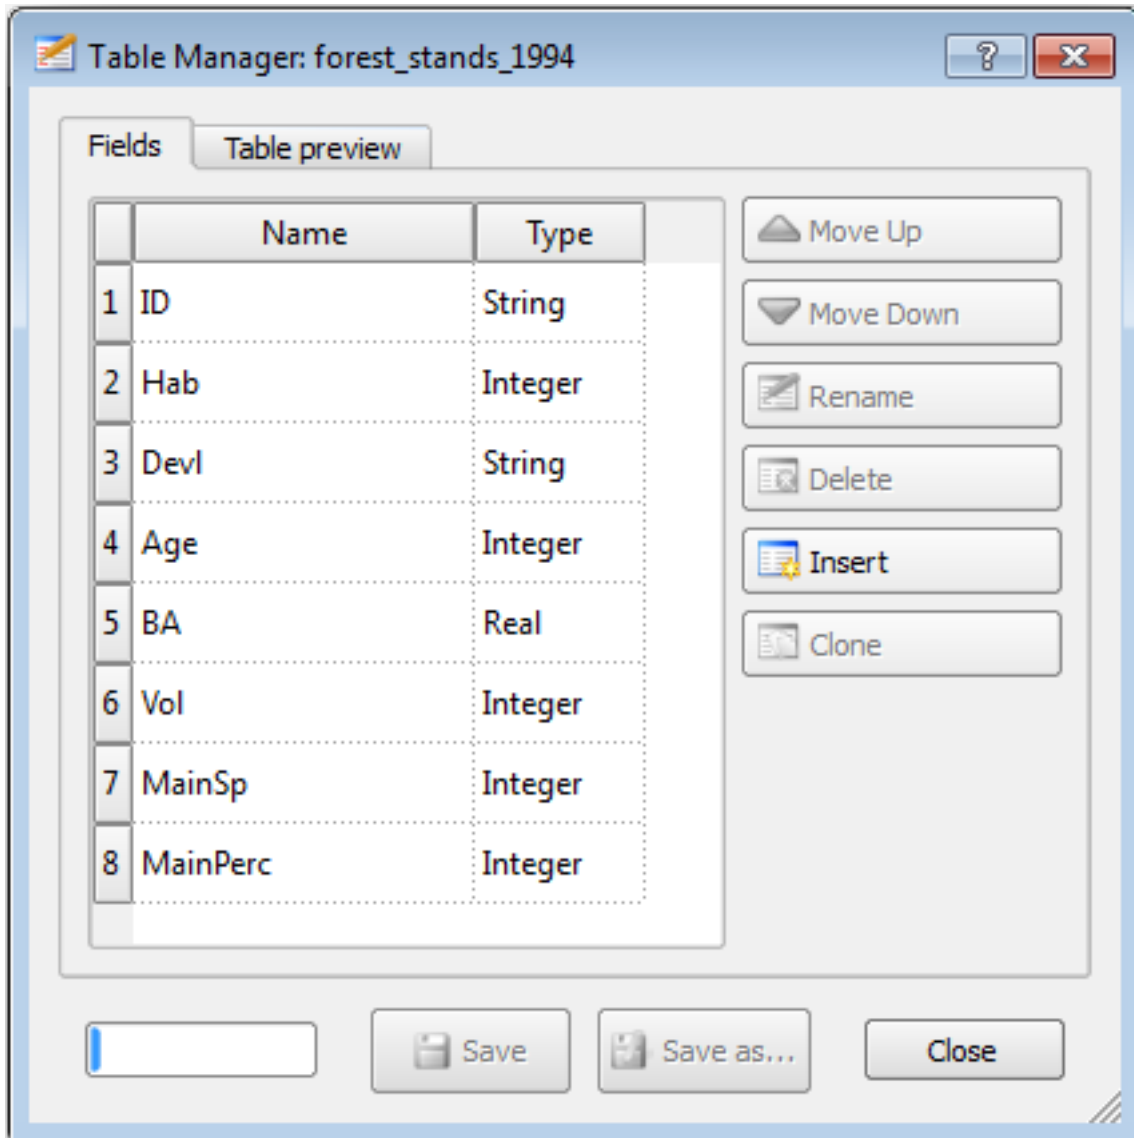 Table Manager: forest_stands_1994
Fields Table preview
Name Type
1 ID String
2 Hab Integer
3 Devl String
4 Age Integer
5 BA Real
6 Vol Integer
7 MainSp Integer
8 MainPerc Integer
Move Up
Move Down
Rename
Delete
Insert
Clone
Save Save as... Close